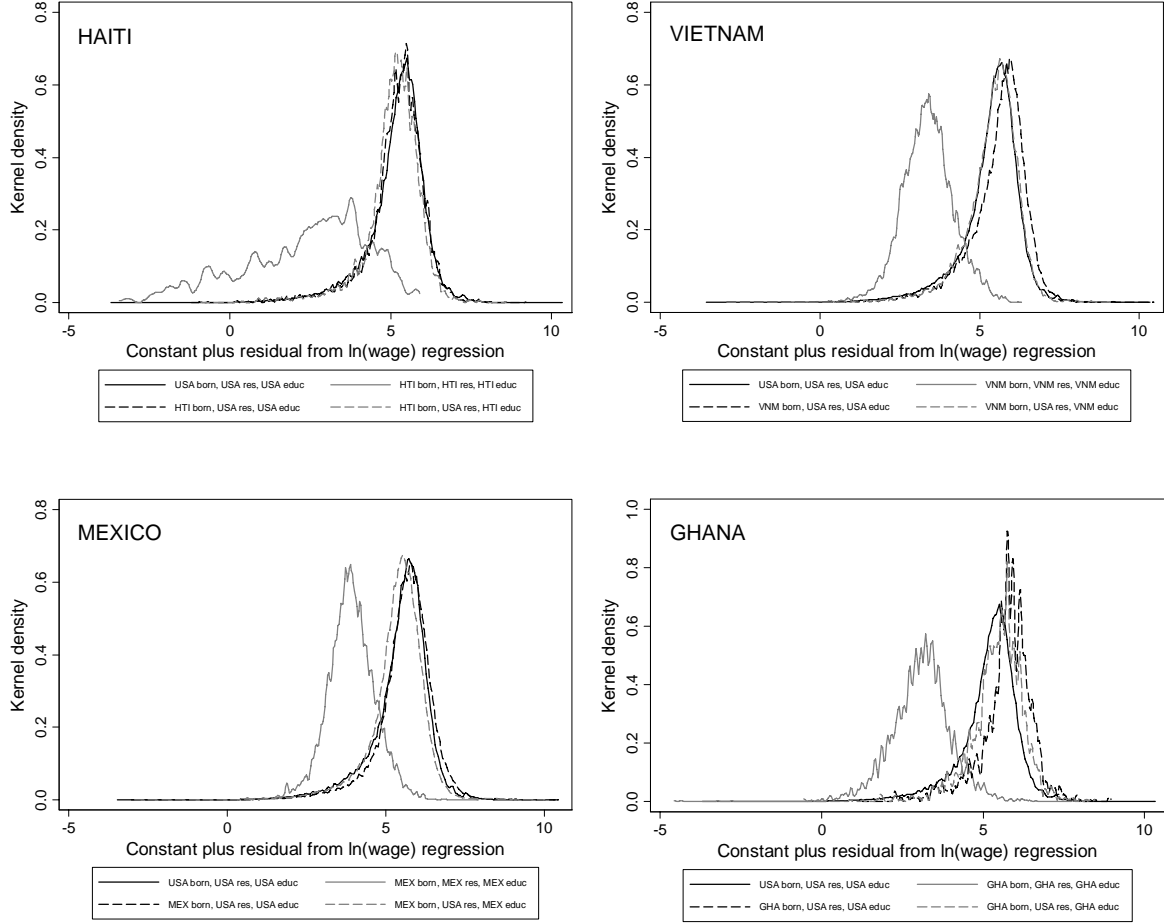 HAITI
0.8
0.6
0.4
0.2
0.0
Kernel density
-5 0 5 10
Constant plus residual from ln(wage) regression
USA born, USA res, USA educ HTI born, HTI res, HTI educ
HTI born, USA res, USA educ HTI born, USA res, HTI educ
VIETNAM
0.8
0.6
0.4
0.2
0.0
Kernel density
-5 0 5 10
Constant plus residual from ln(wage) regression
USA born, USA res, USA educ VNM born, VNM res, VNM educ
VNM born, USA res, USA educ VNM born, USA res, VNM educ
MEXICO
0.8
0.6
0.4
0.2
0.0
Kernel density
-5 0 5 10
Constant plus residual from ln(wage) regression
USA born, USA res, USA educ MEX born, MEX res, MEX educ
MEX born, USA res, USA educ MEX born, USA res, MEX educ
GHANA
1.0
0.8
0.6
0.4
0.2
0.0
Kernel density
-5 0 5 10
Constant plus residual from ln(wage) regression
USA born, USA res, USA educ GHA born, GHA res, GHA educ
GHA born, USA res, USA educ GHA born, USA res, GHA educ